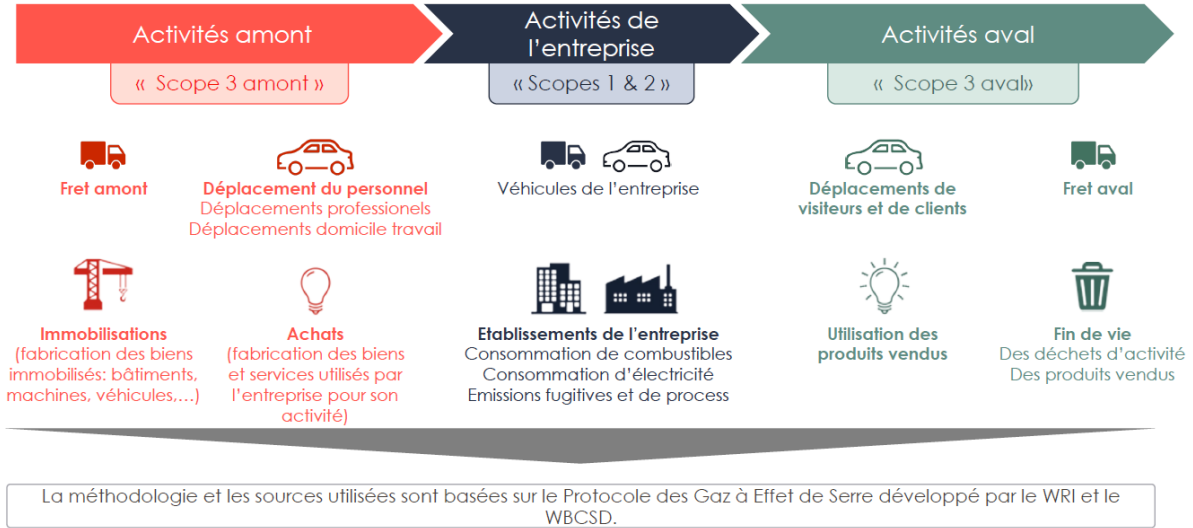 Activités amont
Activités de
l'entreprise
Activités aval
« Scope 3 amont »
« Scopes 1 & 2 »
« Scope 3 aval»
Fret amont
Déplacement du personnel
Déplacements professionels
Déplacements domicile travail
Véhicules de l'entreprise
Déplacements de
visiteurs et de clients
Fret aval
Immobilisations
(fabrication des biens
immobilisés: bâtiments,
machines, véhicules,…)
Achats
(fabrication des biens
et services utilisés par
l'entreprise pour son
activité)
Etablissements de l'entreprise
Consommation de combustibles
Consommation d'électricité
Emissions fugitives et de process
Utilisation des
produits vendus
Fin de vie
Des déchets d'activité
Des produits vendus
La méthodologie et les sources utilisées sont basées sur le Protocole des Gaz à Effet de Serre développé par le WRI et le
WBCSD.